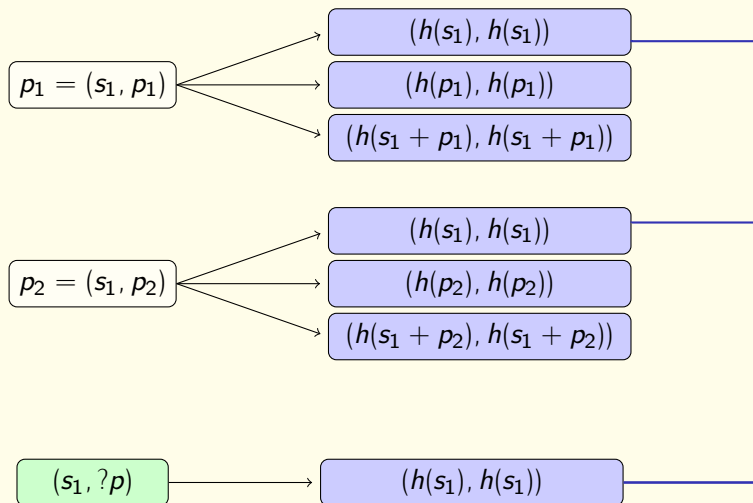 (h(s₁), h(s₁))
p₁ = (s₁, p₁)
(h(p₁), h(p₁))
(h(s₁ + p₁), h(s₁ + p₁))
(h(s₁), h(s₁))
p₂ = (s₁, p₂)
(h(p₂), h(p₂))
(h(s₁ + p₂), h(s₁ + p₂))
(s₁, ?p)
(h(s₁), h(s₁))